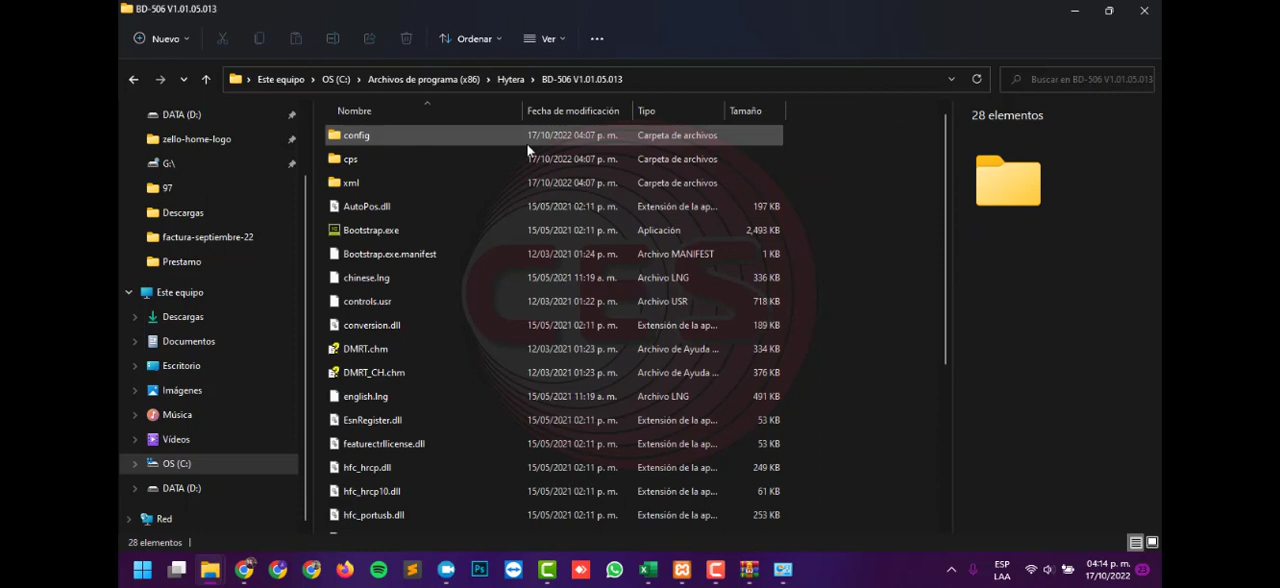 BD-506 V1.01.05.013
Nuevo
Ordenar
Ver
Este equipo > OS (C:) > Archivos de programa (x86) > Hytera > BD-506 V1.01.05.013
Buscar en BD-506 V1.01.05.013
DATA (D:)
zello-home-logo
G:\
97
Descargas
factura-septiembre-22
Prestamo
Este equipo
Descargas
Documentos
Escritorio
Imágenes
Música
Vídeos
OS (C:)
DATA (D:)
Red
Nombre Fecha de modificación Tipo Tamaño
config 17/10/2022 04:07 p. m. Carpeta de archivos
cps 17/10/2022 04:07 p. m. Carpeta de archivos
xml 17/10/2022 04:07 p. m. Carpeta de archivos
AutoPos.dll 15/05/2021 02:11 p. m. Extensión de la ap... 197 KB
Bootstrap.exe 15/05/2021 02:11 p. m. Aplicación 2,493 KB
Bootstrap.exe.manifest 12/03/2021 01:24 p. m. Archivo MANIFEST 1 KB
chinese.lng 15/05/2021 11:19 a. m. Archivo LNG 336 KB
controls.usr 12/03/2021 01:22 p. m. Archivo USR 718 KB
conversion.dll 15/05/2021 02:11 p. m. Extensión de la ap... 189 KB
DMRT.chm 12/03/2021 01:23 p. m. Archivo de Ayuda ... 334 KB
DMRT_CH.chm 12/03/2021 01:23 p. m. Archivo de Ayuda ... 376 KB
english.lng 15/05/2021 11:19 a. m. Archivo LNG 491 KB
EsnRegister.dll 15/05/2021 02:11 p. m. Extensión de la ap... 53 KB
featurectrllicense.dll 15/05/2021 02:11 p. m. Extensión de la ap... 53 KB
hfc_hrcp.dll 15/05/2021 02:11 p. m. Extensión de la ap... 249 KB
hfc_hrcp10.dll 15/05/2021 02:11 p. m. Extensión de la ap... 61 KB
hfc_portusb.dll 15/05/2021 02:11 p. m. Extensión de la ap... 253 KB
28 elementos
CES
28 elementos
ESP
LAA
04:14 p. m.
17/10/2022
23